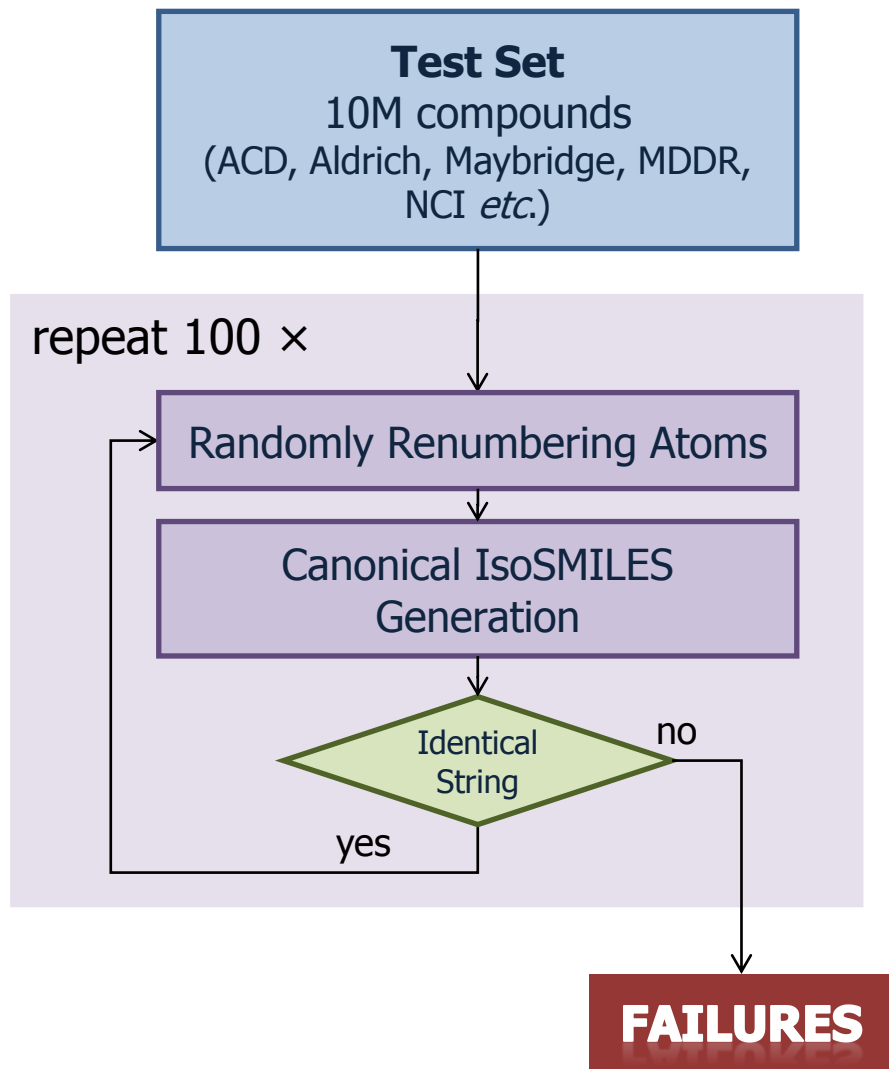 Test Set
10M compounds
(ACD, Aldrich, Maybridge, MDDR,
NCI etc.)
repeat 100 ×
Randomly Renumbering Atoms
Canonical IsoSMILES
Generation
Identical
String
no
yes
FAILURES